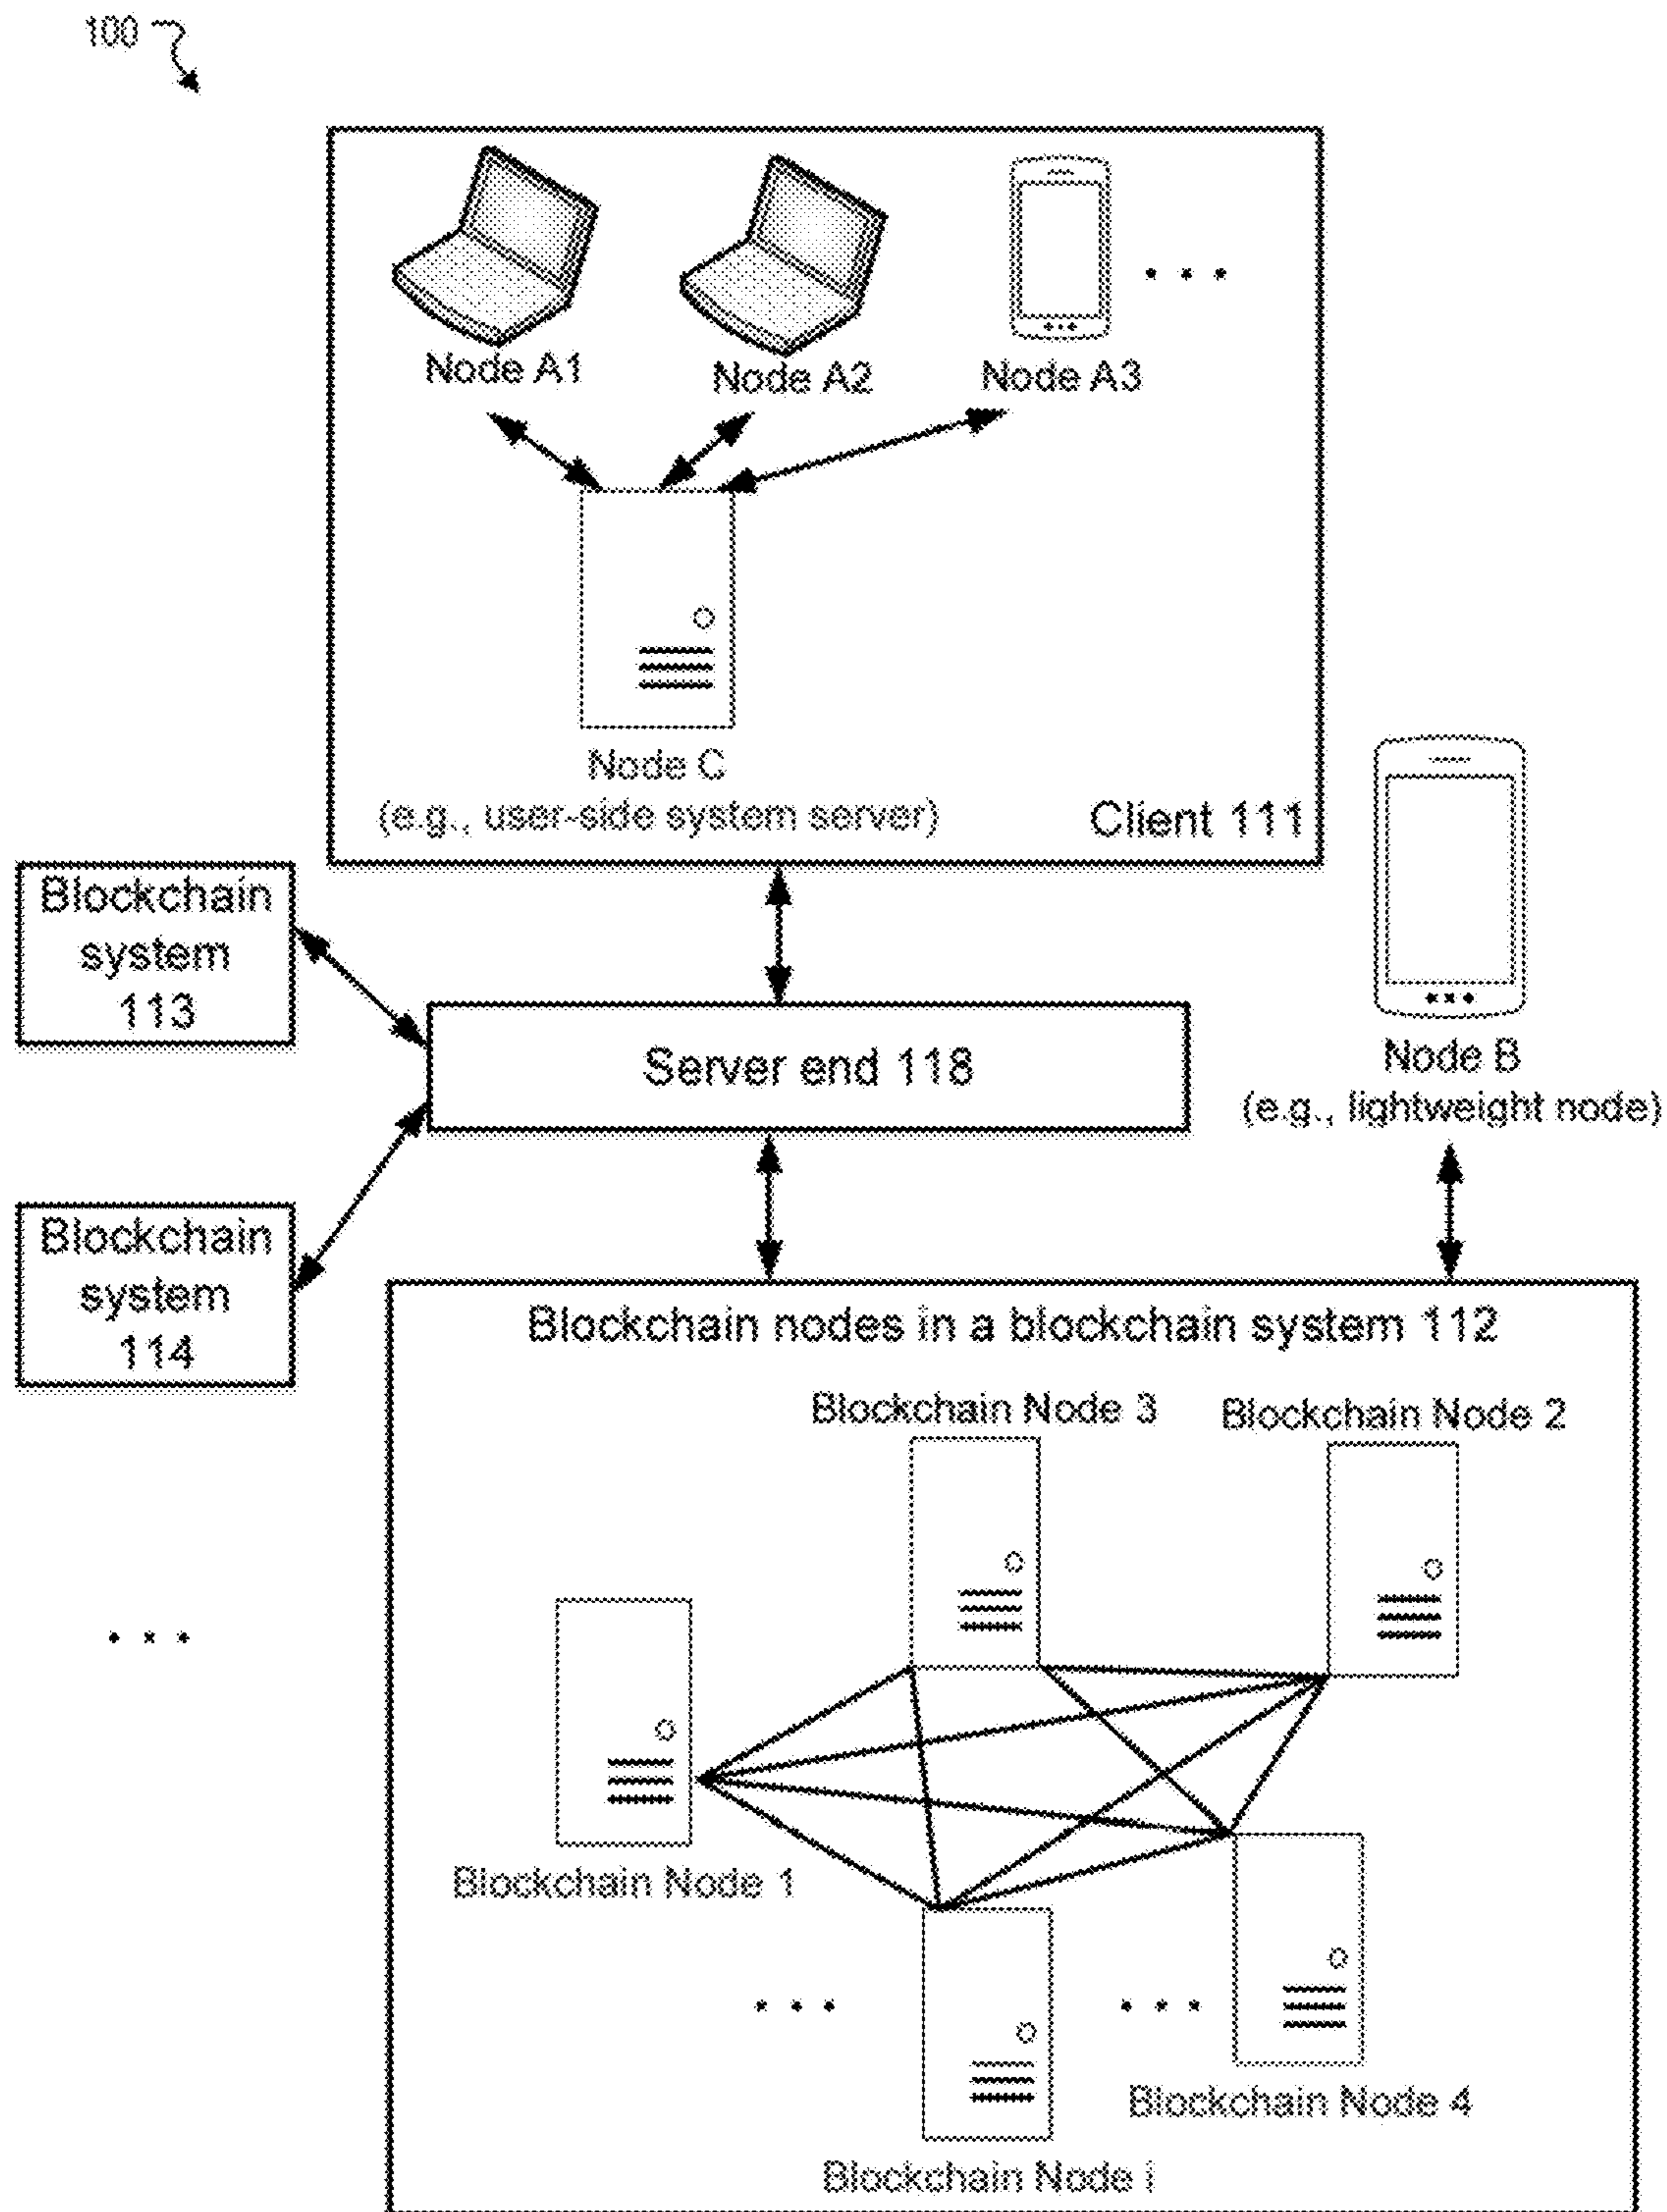 100
Node A1
Node A2
Node A3
Node C
(e.g., user-side system server)
Client 111
Blockchain
system
113
Server end 118
Node B
(e.g., lightweight node)
Blockchain
system
114
Blockchain nodes in a blockchain system 112
Blockchain Node 3
Blockchain Node 2
Blockchain Node 1
Blockchain Node 4
Blockchain Node i